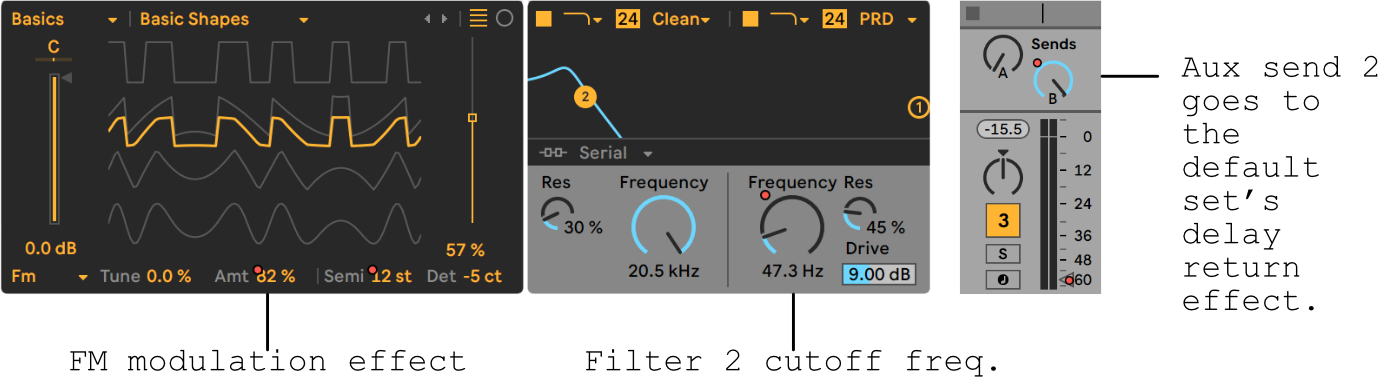 Basics Basic Shapes
C
0.0 dB
57 %
Fm Tune 0.0 % Amt 82 % Semi 12 st Det -5 ct
24 Clean 24 PRD
2
1
Serial
Res Frequency Frequency Res
30 % 45 %
Drive
20.5 kHz 47.3 Hz 9.00 dB
Sends
A
B
-15.5
0
12
24
3
36
S
48
60
Aux send 2
goes to
the
default
set’s
delay
return
effect.
FM modulation effect
Filter 2 cutoff freq.